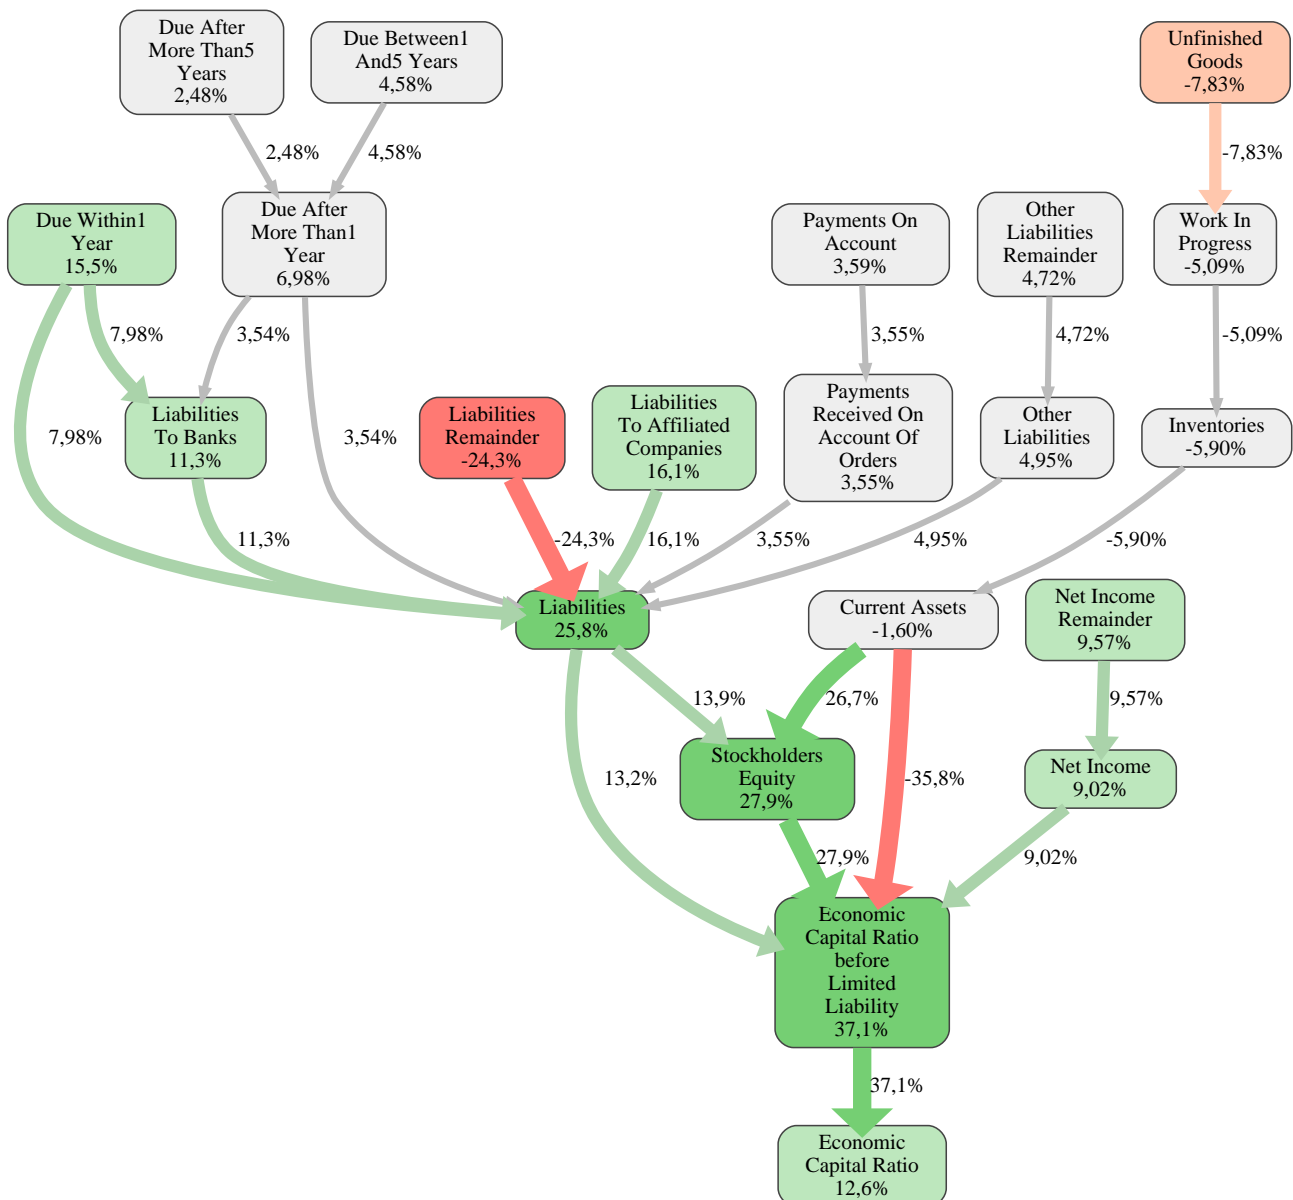 Due After
More Than5
Years
2,48%
Due Between1
And5 Years
4,58%
Unfinished
Goods
-7,83%
2,48%
4,58%
-7,83%
Due Within1
Year
15,5%
Due After
More Than1
Year
6,98%
Payments On
Account
3,59%
Other
Liabilities
Remainder
4,72%
Work In
Progress
-5,09%
7,98%
3,54%
3,55%
4,72%
-5,09%
7,98%
Liabilities
To Banks
11,3%
3,54%
Liabilities
Remainder
-24,3%
Liabilities
To Affiliated
Companies
16,1%
Payments
Received On
Account Of
Orders
3,55%
Other
Liabilities
4,95%
Inventories
-5,90%
11,3%
-24,3%
16,1%
3,55%
4,95%
-5,90%
Liabilities
25,8%
Current Assets
-1,60%
Net Income
Remainder
9,57%
13,9%
26,7%
9,57%
13,2%
Stockholders
Equity
27,9%
-35,8%
Net Income
9,02%
27,9%
9,02%
Economic
Capital Ratio
before
Limited
Liability
37,1%
37,1%
Economic
Capital Ratio
12,6%